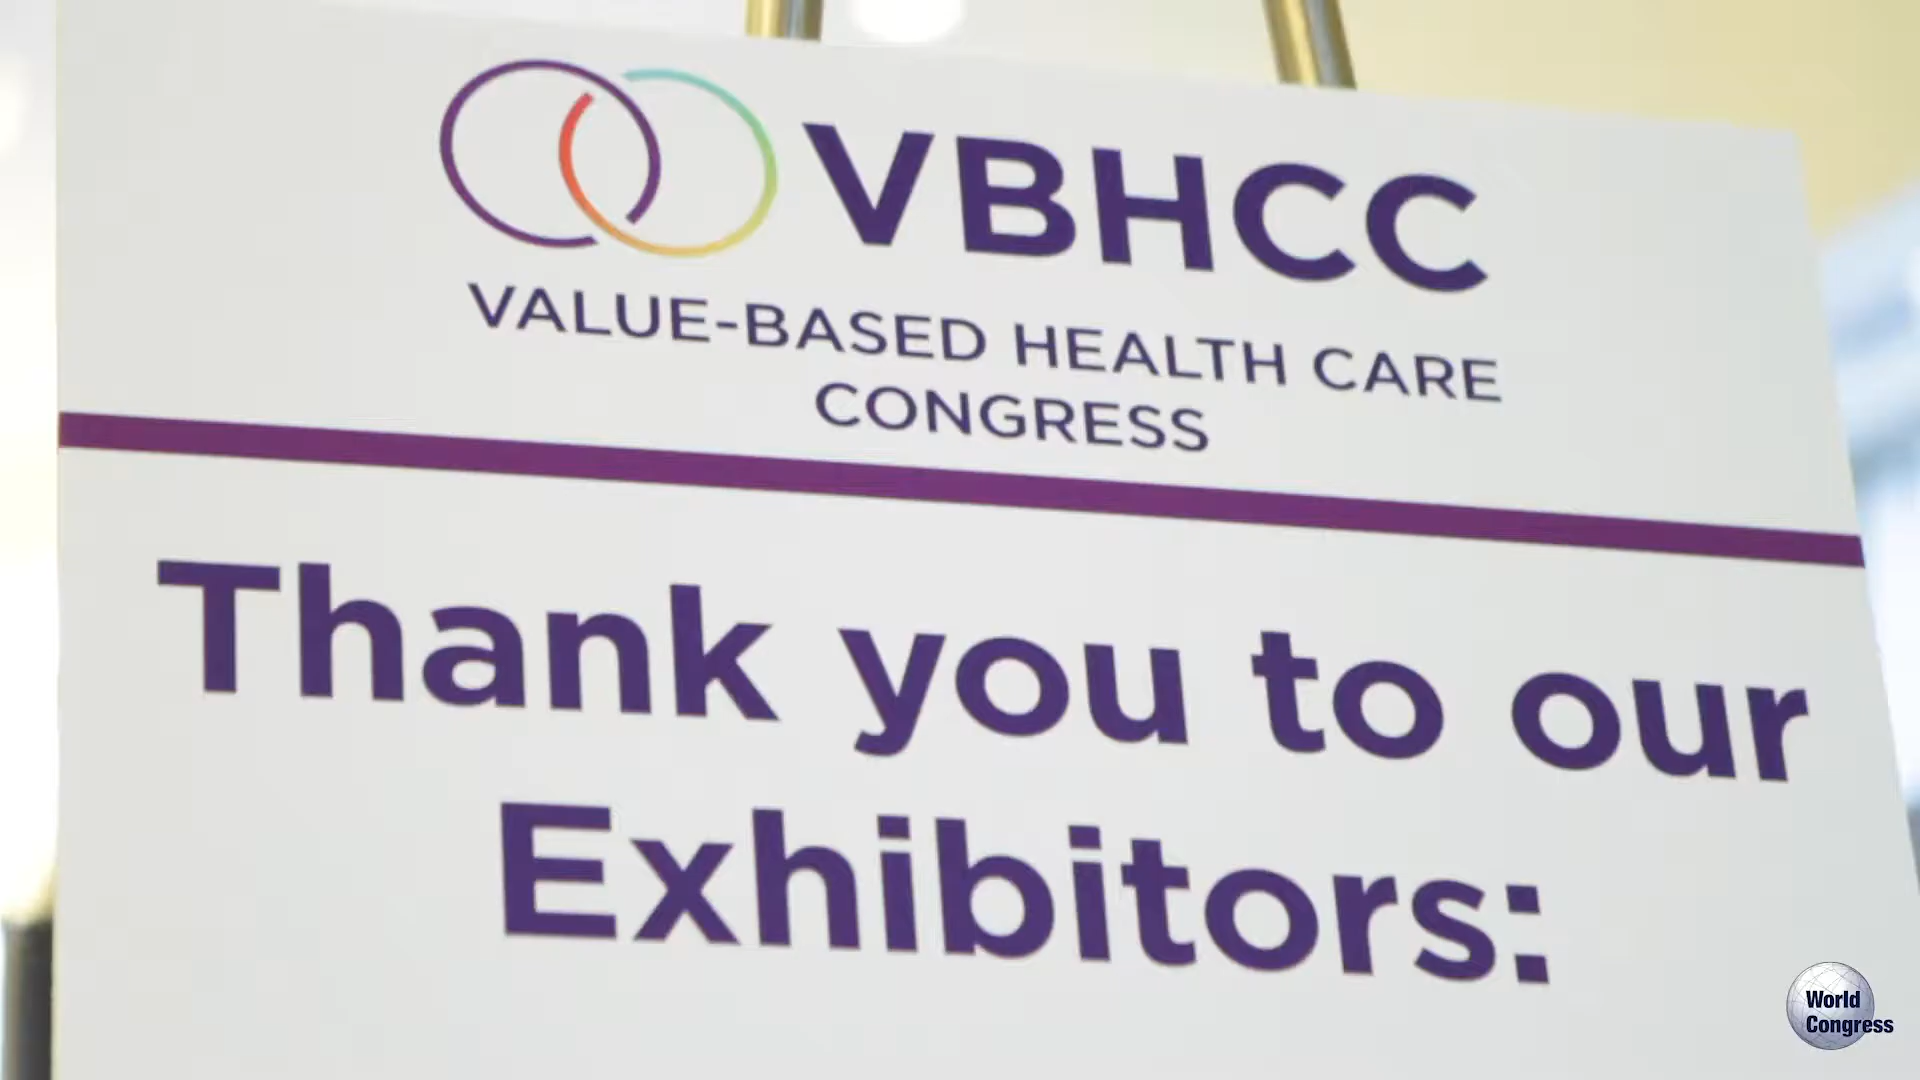 VBHCC
VALUE-BASED HEALTH CARE
CONGRESS
Thank you to our
Exhibitors:
World
Congress